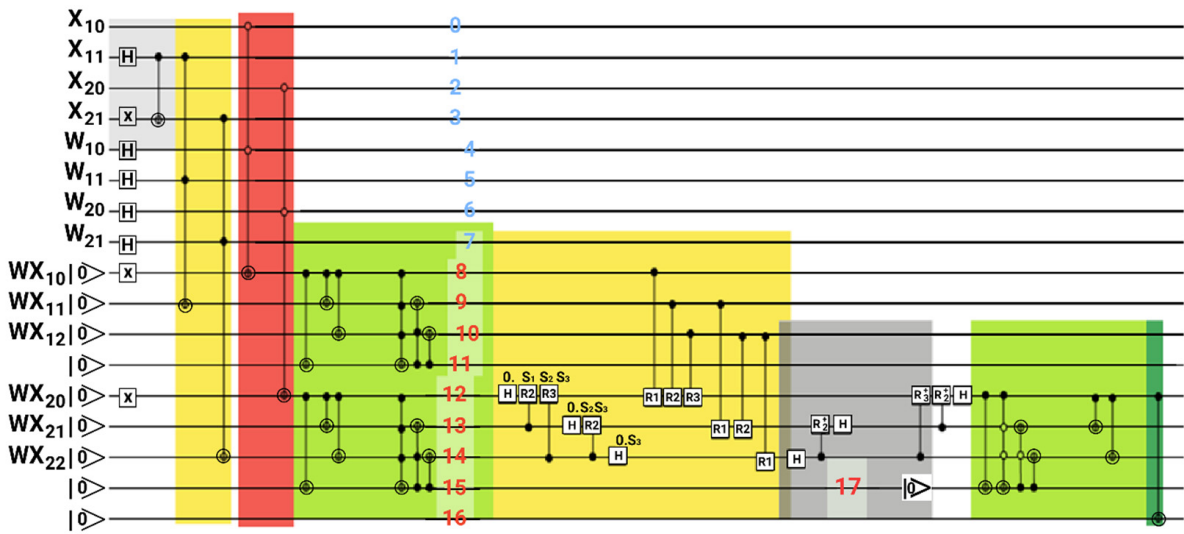 X10 0
X11 H 1
X20 2
X21 X 3
W10 H 4
W11 H 5
W20 H 6
W21 H 7
WX10|0 X 8
WX11|0 9
WX12|0 10
|0 11
0. S1 S2 S3
WX20|0 X 12 H R2 R3 R1 R2 R3 R3+ R2+ H
0.S2S3
WX21|0 13 H R2 R1 R2 R2+ H
0.S3
WX22|0 14 H R1 H
|0 15 17 |0
|0 16